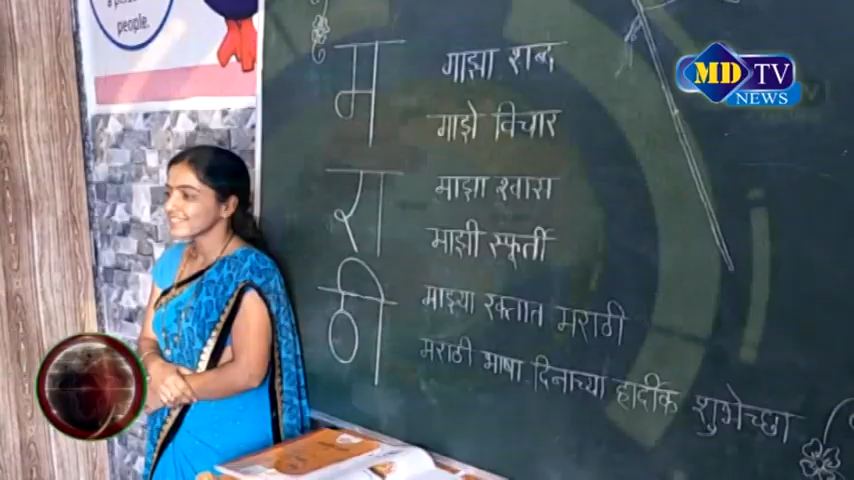 people.
MD TV
NEWS
म
रा
ठी
माझा शब्द
माझे विचार
माझा श्वास
माझी स्फूर्ती
माझ्या रक्तात मराठी
मराठी भाषा दिनाच्या हार्दीक शुभेच्छा